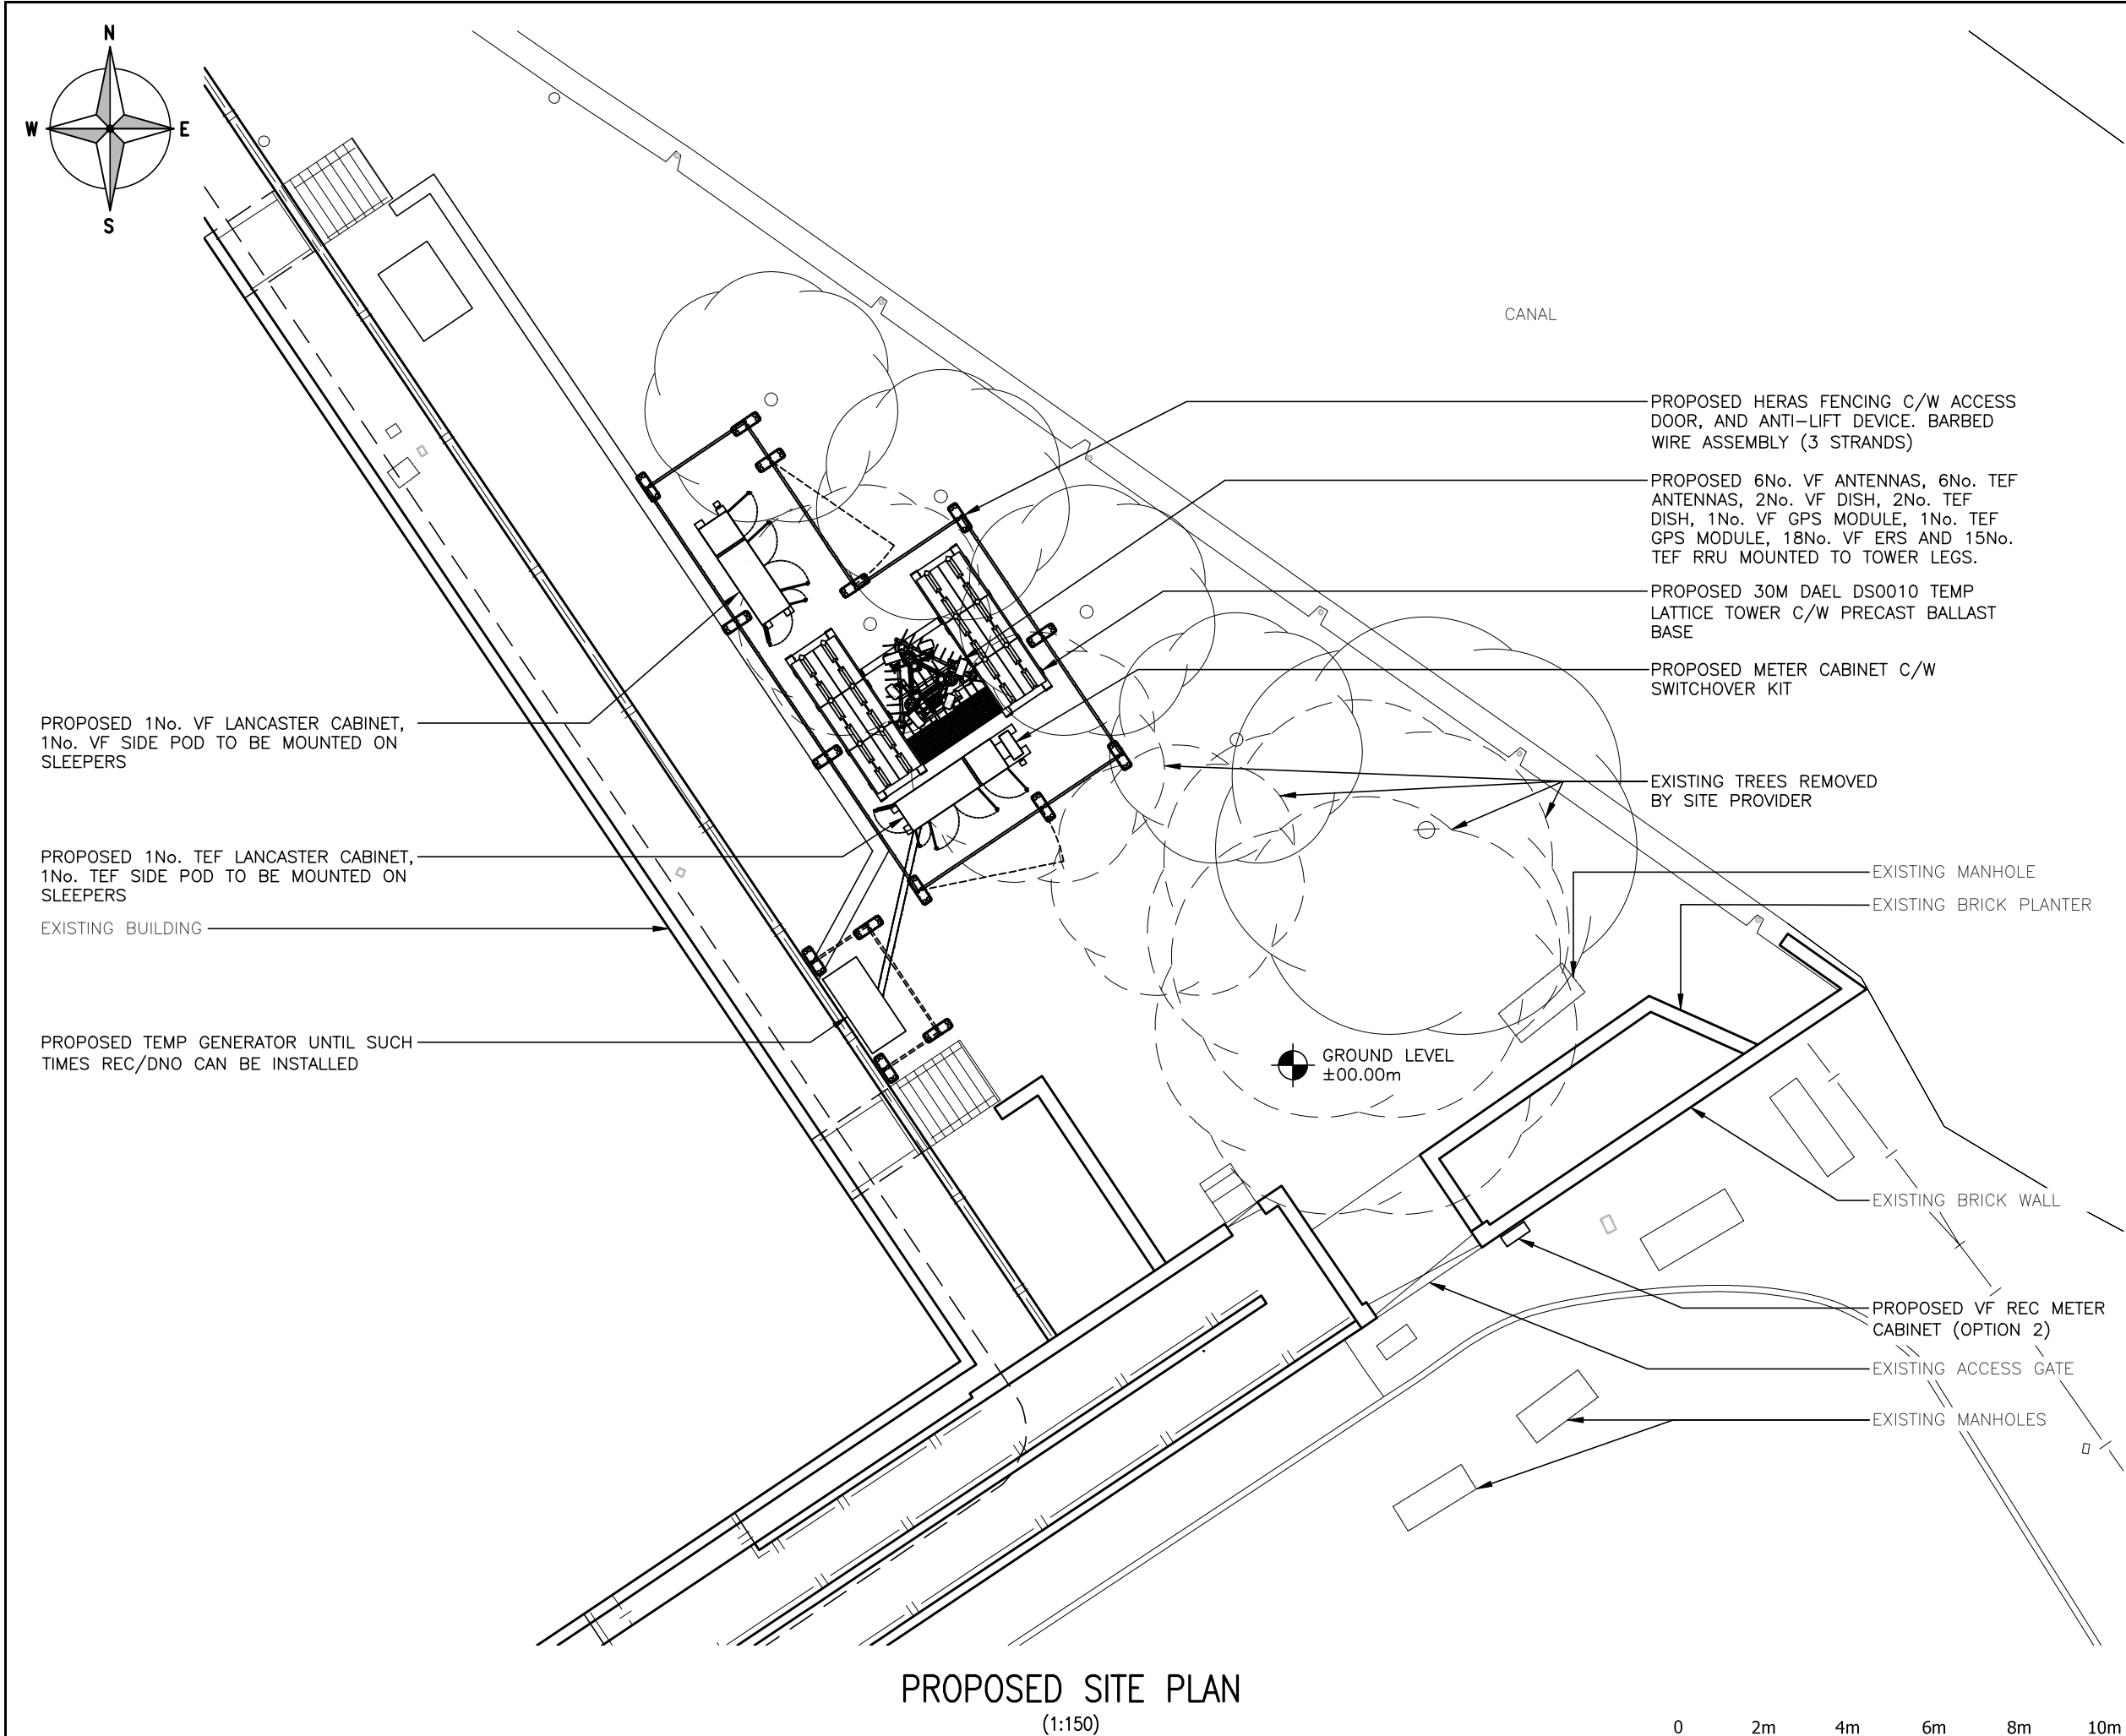 N
W
E
S
CANAL
PROPOSED HERAS FENCING C/W ACCESS
DOOR, AND ANTI-LIFT DEVICE. BARBED
WIRE ASSEMBLY (3 STRANDS)
PROPOSED 6No. VF ANTENNAS, 6No. TEF
ANTENNAS, 2No. VF DISH, 2No. TEF
DISH, 1No. VF GPS MODULE, 1No. TEF
GPS MODULE, 18No. VF ERS AND 15No.
TEF RRU MOUNTED TO TOWER LEGS.
PROPOSED 30M DAEL DS0010 TEMP
LATTICE TOWER C/W PRECAST BALLAST
BASE
PROPOSED METER CABINET C/W
SWITCHOVER KIT
PROPOSED 1No. VF LANCASTER CABINET,
1No. VF SIDE POD TO BE MOUNTED ON
SLEEPERS
EXISTING TREES REMOVED
BY SITE PROVIDER
PROPOSED 1No. TEF LANCASTER CABINET,
1No. TEF SIDE POD TO BE MOUNTED ON
SLEEPERS
EXISTING MANHOLE
EXISTING BRICK PLANTER
EXISTING BUILDING
PROPOSED TEMP GENERATOR UNTIL SUCH
TIMES REC/DNO CAN BE INSTALLED
GROUND LEVEL
±00.00m
EXISTING BRICK WALL
PROPOSED VF REC METER
CABINET (OPTION 2)
EXISTING ACCESS GATE
EXISTING MANHOLES
PROPOSED SITE PLAN
(1:150)
0 2m 4m 6m 8m 10m